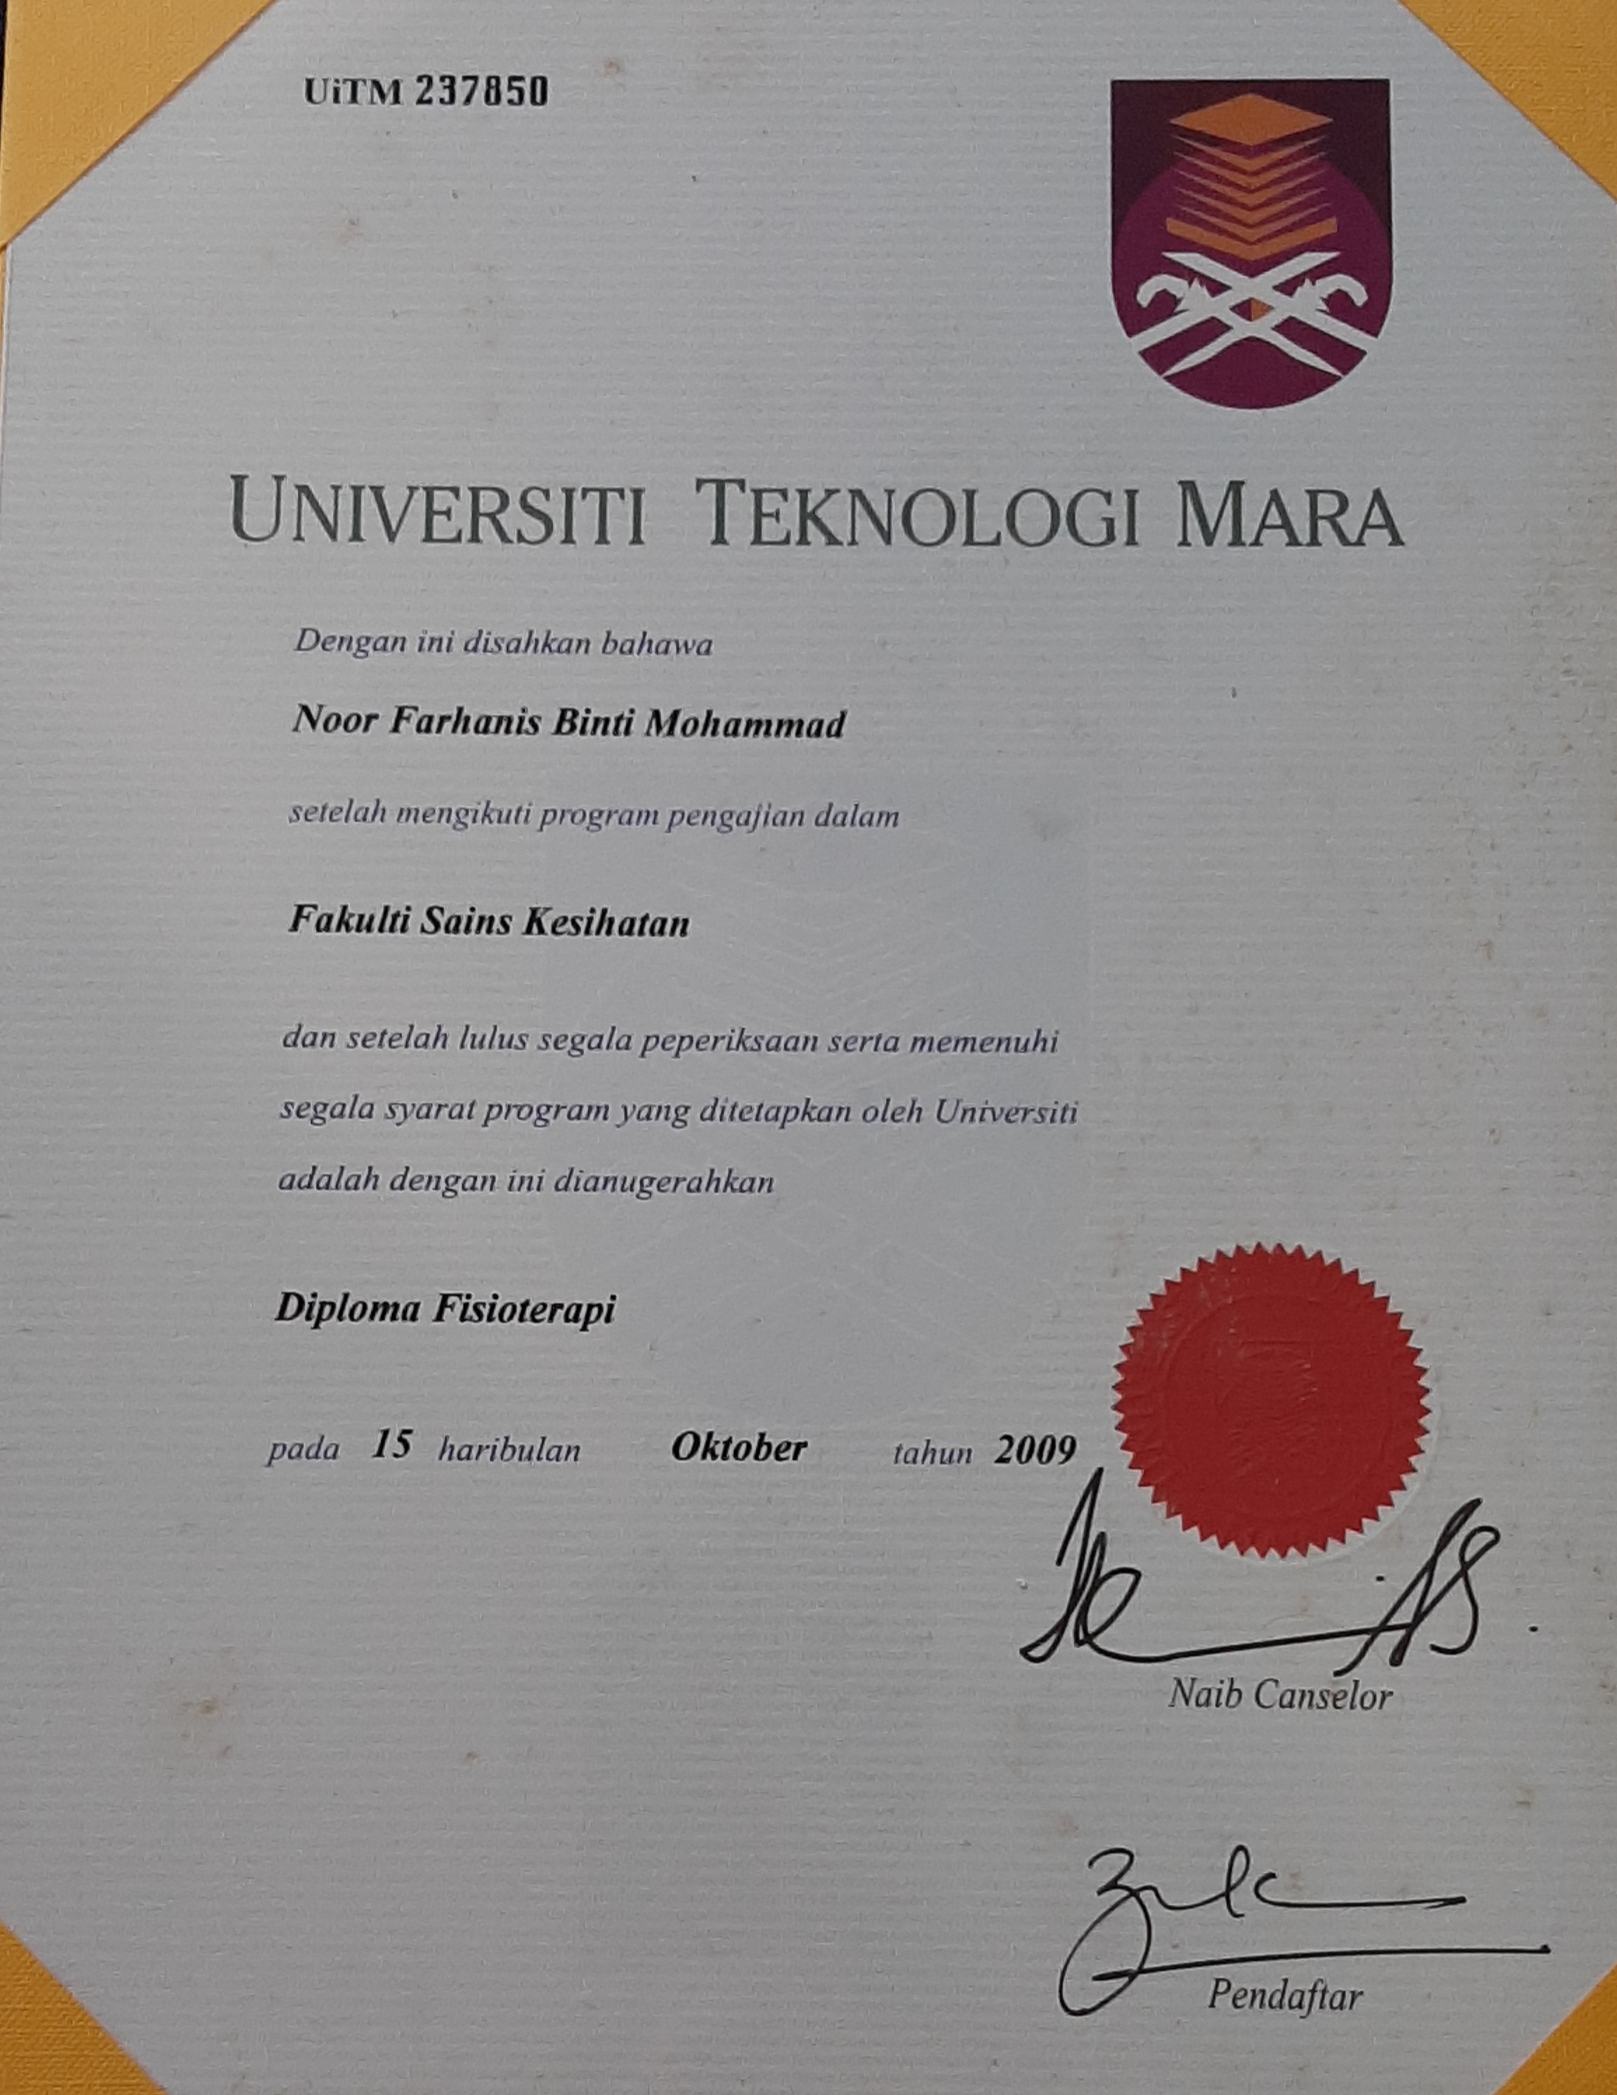 UiTM 237850
UNIVERSITI TEKNOLOGI MARA
Dengan ini disahkan bahawa
Noor Farhanis Binti Mohammad
setelah mengikuti program pengajian dalam
Fakulti Sains Kesihatan
dan setelah lulus segala peperiksaan serta memenuhi
segala syarat program yang ditetapkan oleh Universiti
adalah dengan ini dianugerahkan
Diploma Fisioterapi
pada 15 haribulan Oktober tahun 2009
Naib Canselor
Pendaftar